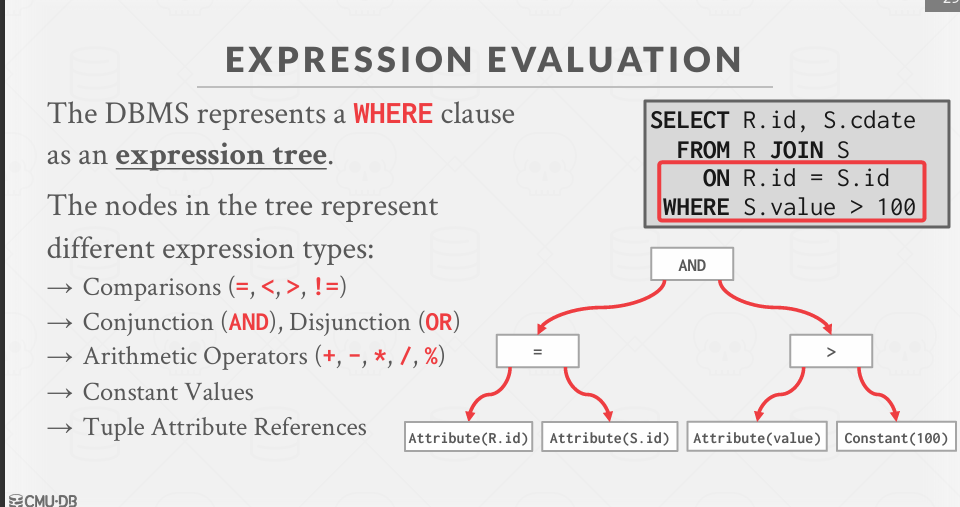 EXPRESSION EVALUATION
The DBMS represents a WHERE clause
as an expression tree.
The nodes in the tree represent
different expression types:
→ Comparisons (=, <, >, !=)
→ Conjunction (AND), Disjunction (OR)
→ Arithmetic Operators (+, -, *, /, %)
→ Constant Values
→ Tuple Attribute References
SELECT R.id, S.cdate
FROM R JOIN S
ON R.id = S.id
WHERE S.value > 100
AND
=
>
Attribute(R.id)
Attribute(S.id)
Attribute(value)
Constant(100)
CMU·DB